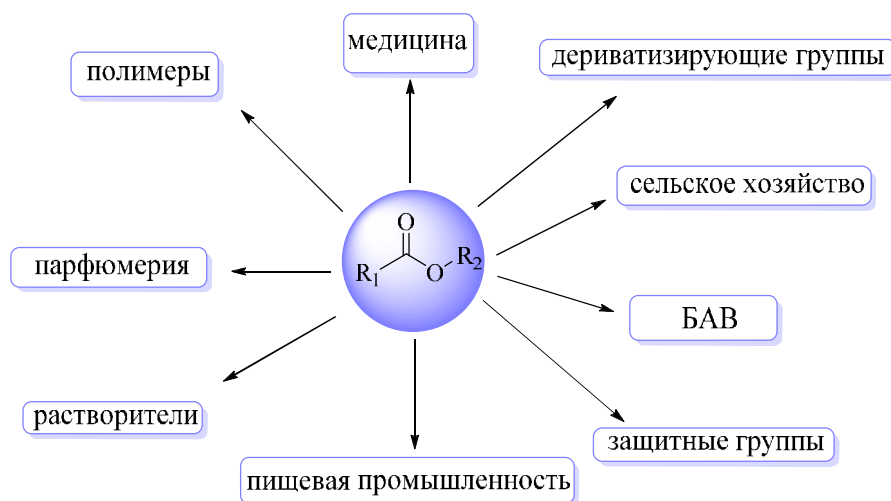 медицина
полимеры
дериватизирующие группы
сельское хозяйство
O
R1
O
R2
парфюмерия
БАВ
растворители
защитные группы
пищевая промышленность